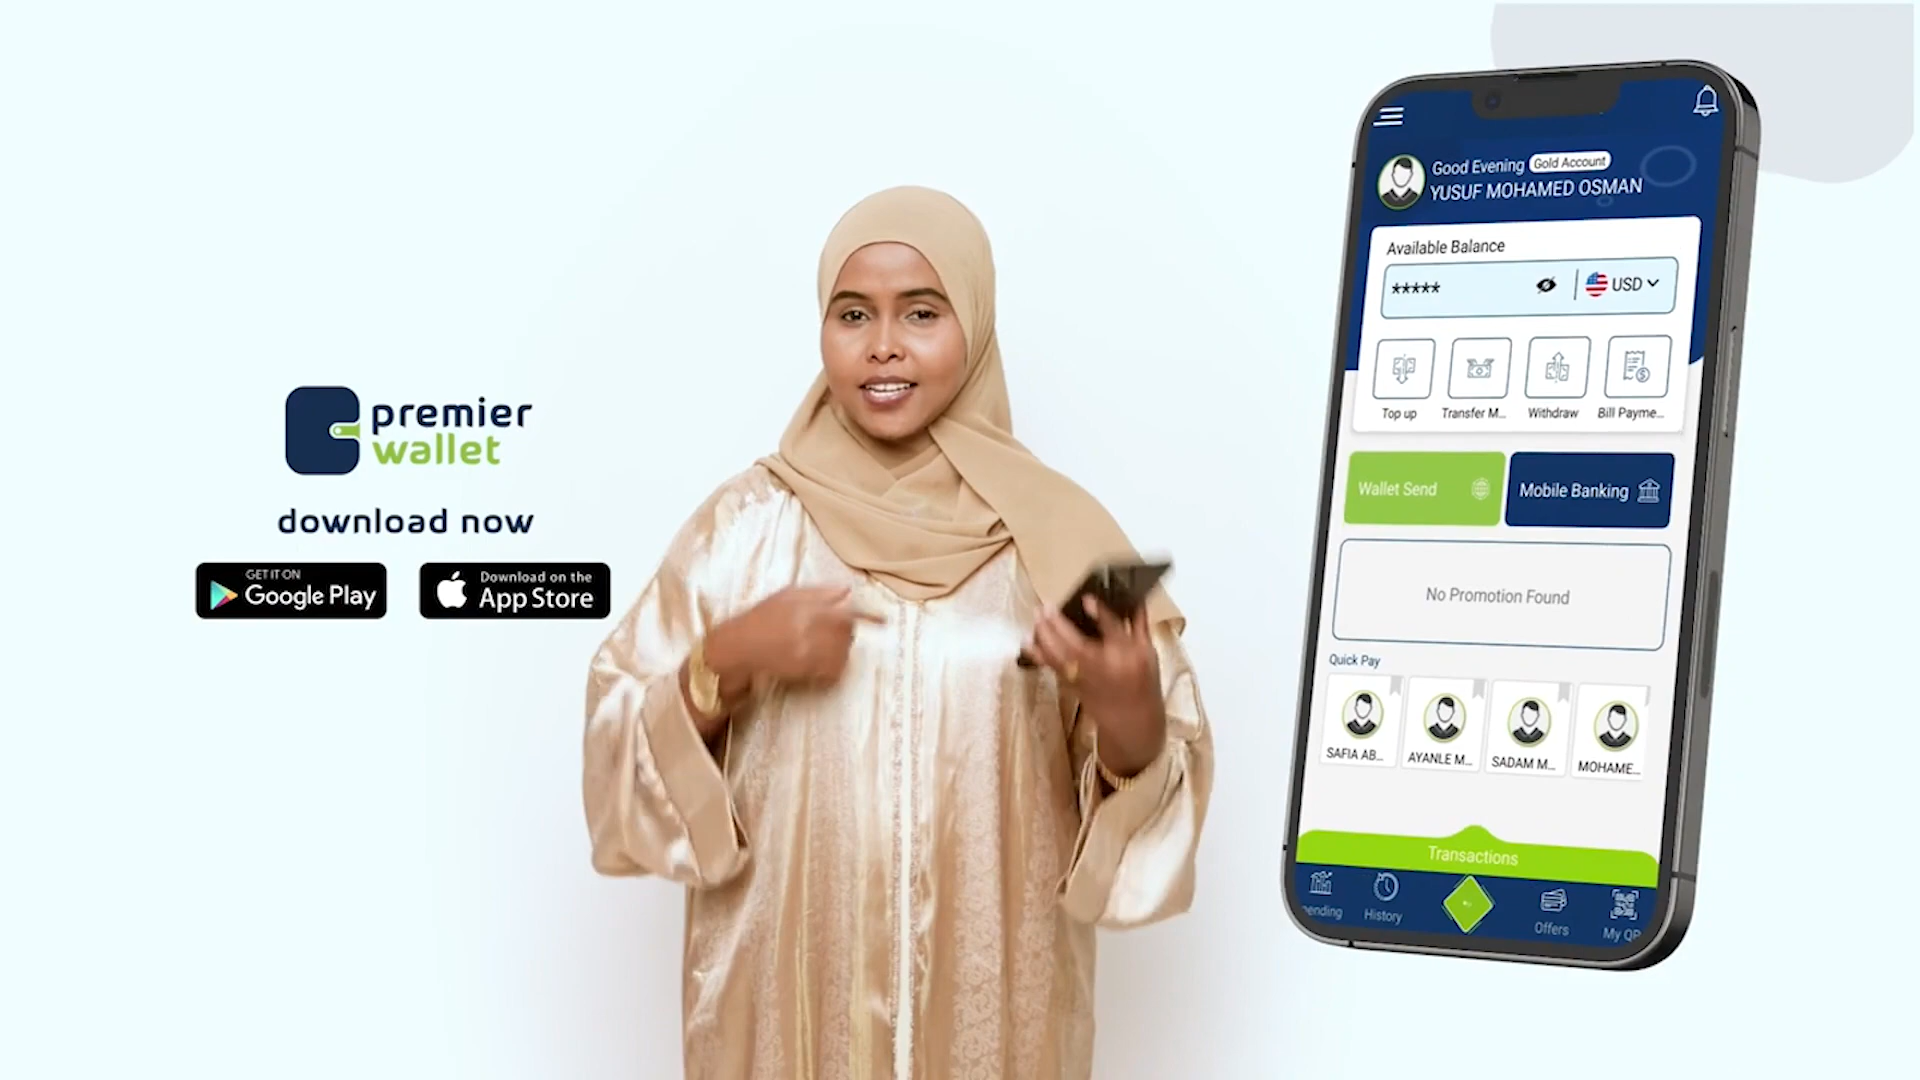 premier
wallet
download now
GET IT ON
Google Play
Download on the
App Store
Good Evening Gold Account
YUSUF MOHAMED OSMAN
Available Balance
***** USD
Top up Transfer M... Withdraw Bill Payme...
Wallet Send Mobile Banking
No Promotion Found
Quick Pay
SAFIA AB... AYANLE M... SADAM M... MOHAME...
Transactions
ending History Offers My QR